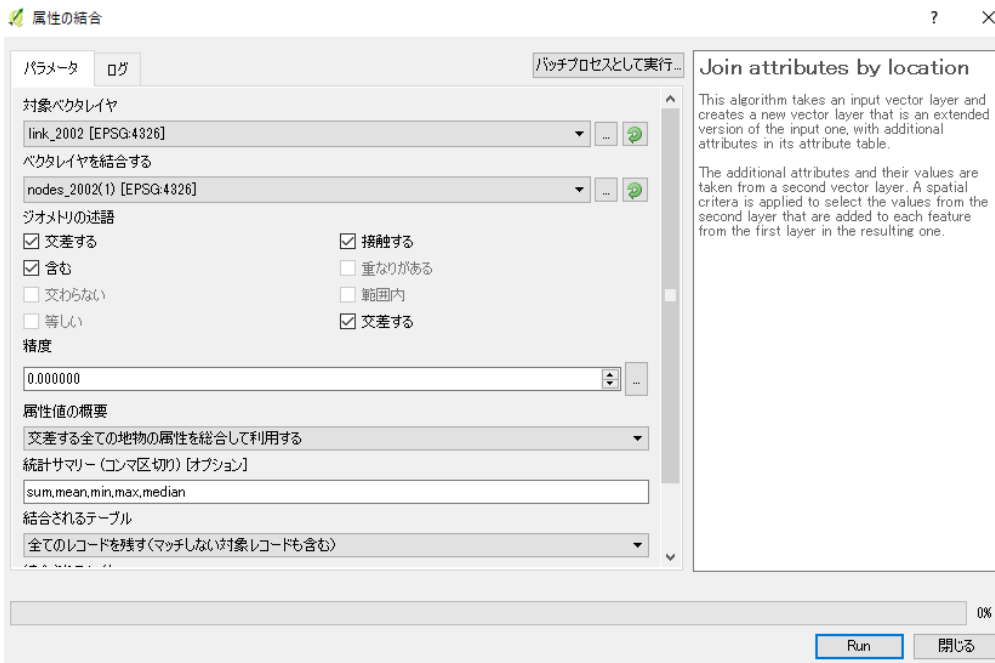 属性の結合
? ×
パラメータ ログ バッチプロセスとして実行...
対象ベクタレイヤ
link_2002 [EPSG:4326]
...
ベクタレイヤを結合する
nodes_2002(1) [EPSG:4326]
...
ジオメトリの述語
交差する 接触する
含む 重なりがある
交わらない 範囲内
等しい 交差する
精度
0.000000
...
属性値の概要
交差する全ての地物の属性を総合して利用する
統計サマリー (コンマ区切り) [オプション]
sum,mean,min,max,median
結合されるテーブル
全てのレコードを残す(マッチしない対象レコードも含む)
Join attributes by location
This algorithm takes an input vector layer and
creates a new vector layer that is an extended
version of the input one, with additional
attributes in its attribute table.
The additional attributes and their values are
taken from a second vector layer. A spatial
critera is applied to select the values from the
second layer that are added to each feature
from the first layer in the resulting one.
0%
Run 閉じる